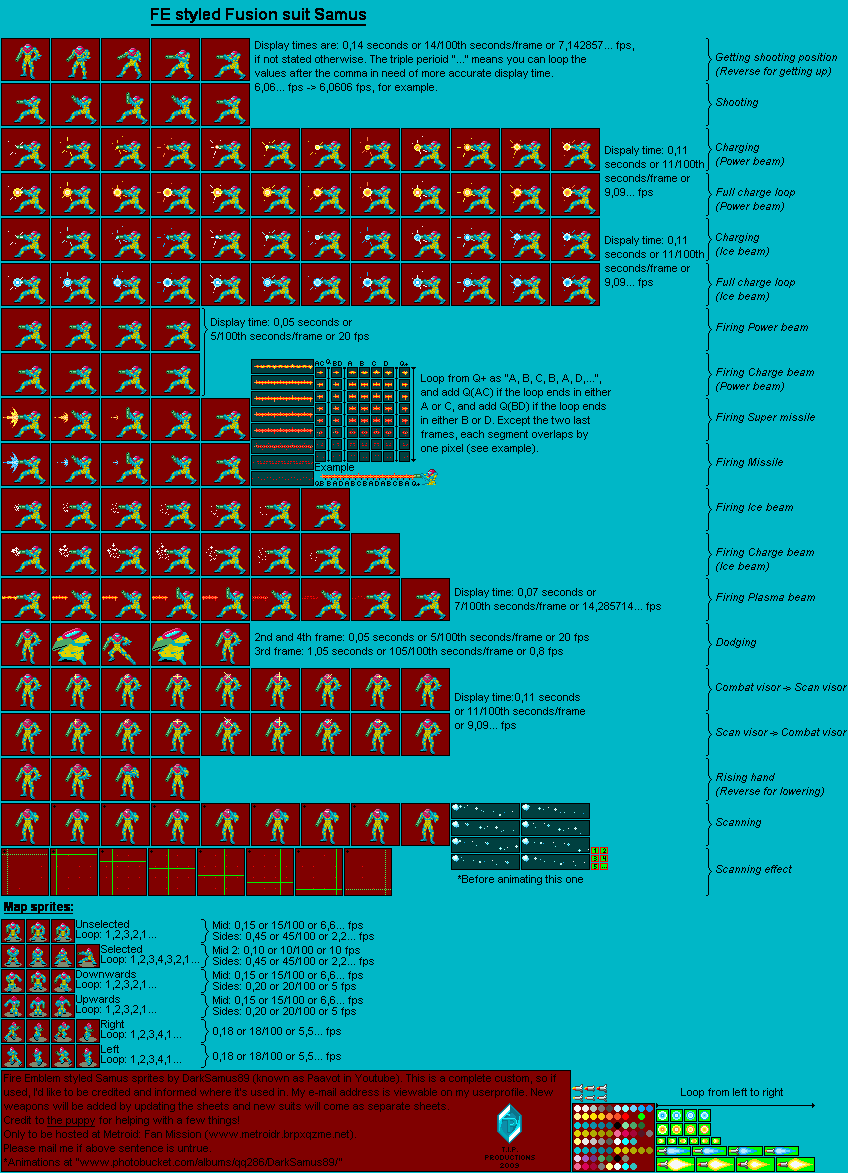 FE styled Fusion suit Samus
Display times are: 0,14 seconds or 14/100th seconds/frame or 7,142857... fps,
if not stated otherwise. The triple perioid "..." means you can loop the
values after the comma in need of more accurate display time.
6,06... fps -> 6,0606 fps, for example.
Getting shooting position
(Reverse for getting up)
Shooting
Dispaly time: 0,11
seconds or 11/100th
seconds/frame or
9,09... fps
Charging
(Power beam)
Full charge loop
(Power beam)
Dispaly time: 0,11
seconds or 11/100th
seconds/frame or
9,09... fps
Charging
(Ice beam)
Full charge loop
(Ice beam)
Display time: 0,05 seconds or
5/100th seconds/frame or 20 fps
Firing Power beam
Firing Charge beam
(Power beam)
AC Q BD A B C D Q+
Loop from Q+ as "A, B, C, B, A, D,...",
and add Q(AC) if the loop ends in either
A or C, and add Q(BD) if the loop ends
in either B or D. Except the two last
frames, each segment overlaps by
one pixel (see example).
Example
QB B A D A B C B A D A B C B A Q+
Firing Super missile
Firing Missile
Firing Ice beam
Firing Charge beam
(Ice beam)
Display time: 0,07 seconds or
7/100th seconds/frame or 14,285714... fps
Firing Plasma beam
2nd and 4th frame: 0,05 seconds or 5/100th seconds/frame or 20 fps
3rd frame: 1,05 seconds or 105/100th seconds/frame or 0,8 fps
Dodging
Display time:0,11 seconds
or 11/100th seconds/frame
or 9,09... fps
Combat visor -> Scan visor
Scan visor -> Combat visor
Rising hand
(Reverse for lowering)
Scanning
1 2
3 4
5 ...
*Before animating this one
Scanning effect
Map sprites:
Unselected
Loop: 1,2,3,2,1...
Mid: 0,15 or 15/100 or 6,6... fps
Sides: 0,45 or 45/100 or 2,2... fps
Selected
Loop: 1,2,3,4,3,2,1...
Mid 2: 0,10 or 10/100 or 10 fps
Sides: 0,45 or 45/100 or 2,2... fps
Downwards
Loop: 1,2,3,2,1...
Mid: 0,15 or 15/100 or 6,6... fps
Sides: 0,20 or 20/100 or 5 fps
Upwards
Loop: 1,2,3,2,1...
Mid: 0,15 or 15/100 or 6,6... fps
Sides: 0,20 or 20/100 or 5 fps
Right
Loop: 1,2,3,4,1...
0,18 or 18/100 or 5,5... fps
Left
Loop: 1,2,3,4,1...
0,18 or 18/100 or 5,5... fps
Fire Emblem styled Samus sprites by DarkSamus89 (known as Paavot in Youtube). This is a complete custom, so if
used, I'd like to be credited and informed where it's used in. My e-mail address is viewable on my use profile. New
weapons will be added by updating the sheets and new suits will come as separate sheets.
Credit to the puppy for helping with a few things!
Only to be hosted at Metroid: Fan Mission
Please mail me if above sentence is untrue.
PRODUCTIONS
2009
Loop from left to right